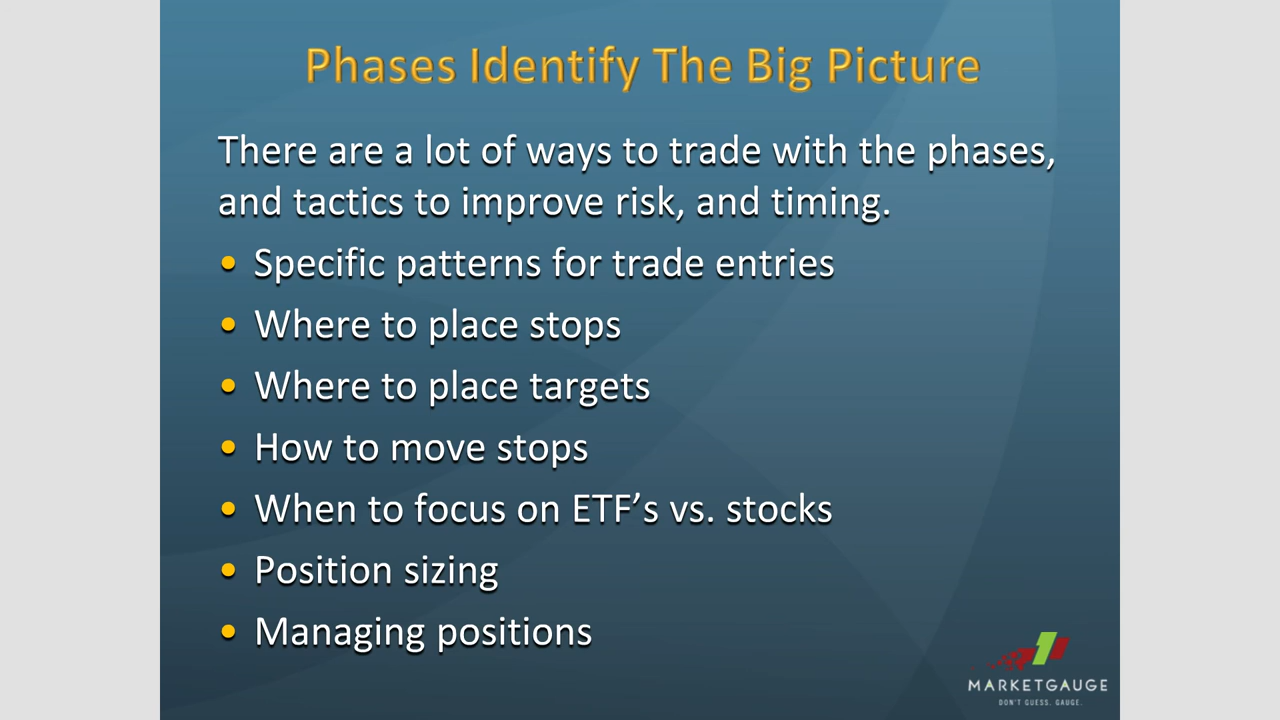 Phases Identify The Big Picture
There are a lot of ways to trade with the phases,
and tactics to improve risk, and timing.
• Specific patterns for trade entries
• Where to place stops
• Where to place targets
• How to move stops
• When to focus on ETF’s vs. stocks
• Position sizing
• Managing positions
MARKETGAUGE
DON'T GUESS. GAUGE.